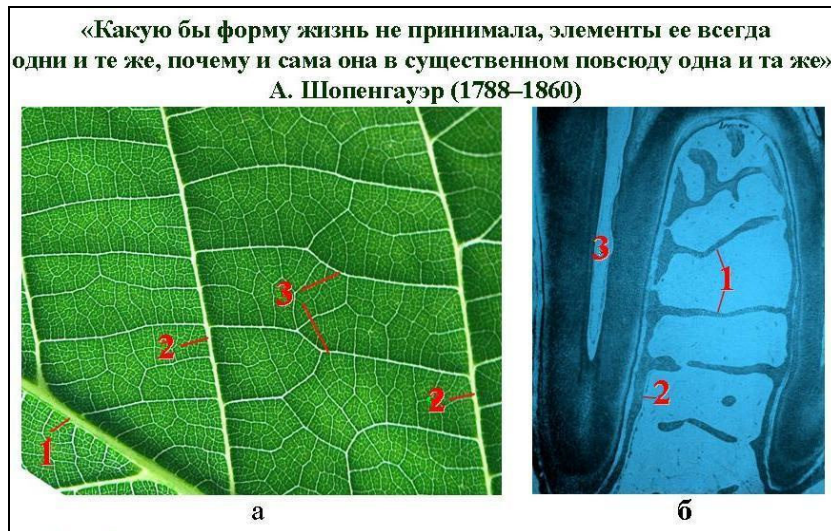 «Какую бы форму жизнь не принимала, элементы ее всегда
одни и те же, почему и сама она в существенном повсюду одна и та же»
А. Шопенгауэр (1788–1860)
1
2
3
2
а
3
1
2
б